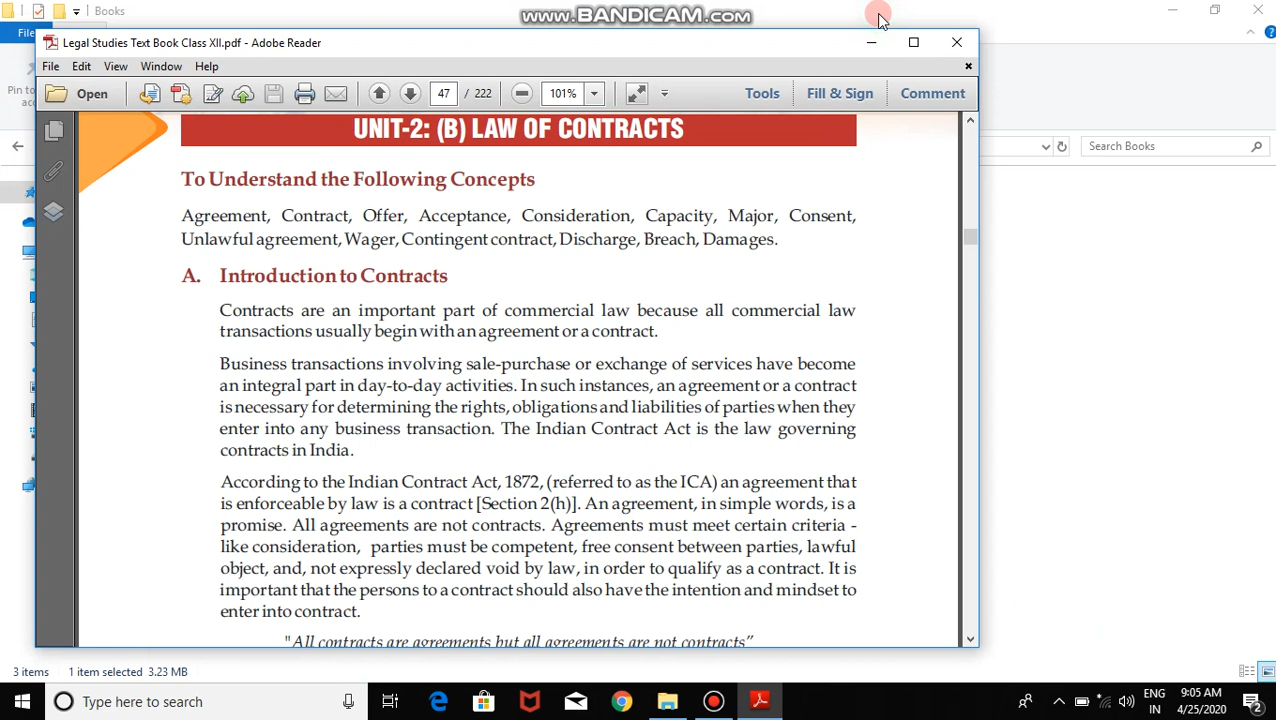 Books
www.BANDICAM.com
File
Legal Studies Text Book Class XII.pdf - Adobe Reader
File Edit View Window Help
Open 47 / 222 101% Tools Fill & Sign Comment
Pin to
Search Books
UNIT-2: (B) LAW OF CONTRACTS
To Understand the Following Concepts
Agreement, Contract, Offer, Acceptance, Consideration, Capacity, Major, Consent,
Unlawful agreement, Wager, Contingent contract, Discharge, Breach, Damages.
A. Introduction to Contracts
Contracts are an important part of commercial law because all commercial law
transactions usually begin with an agreement or a contract.
Business transactions involving sale-purchase or exchange of services have become
an integral part in day-to-day activities. In such instances, an agreement or a contract
is necessary for determining the rights, obligations and liabilities of parties when they
enter into any business transaction. The Indian Contract Act is the law governing
contracts in India.
According to the Indian Contract Act, 1872, (referred to as the ICA) an agreement that
is enforceable by law is a contract [Section 2(h)]. An agreement, in simple words, is a
promise. All agreements are not contracts. Agreements must meet certain criteria -
like consideration, parties must be competent, free consent between parties, lawful
object, and, not expressly declared void by law, in order to qualify as a contract. It is
important that the persons to a contract should also have the intention and mindset to
enter into contract.
"All contracts are agreements but all agreements are not contracts"
3 items 1 item selected 3.23 MB
Type here to search
ENG
IN
9:05 AM
4/25/2020
2